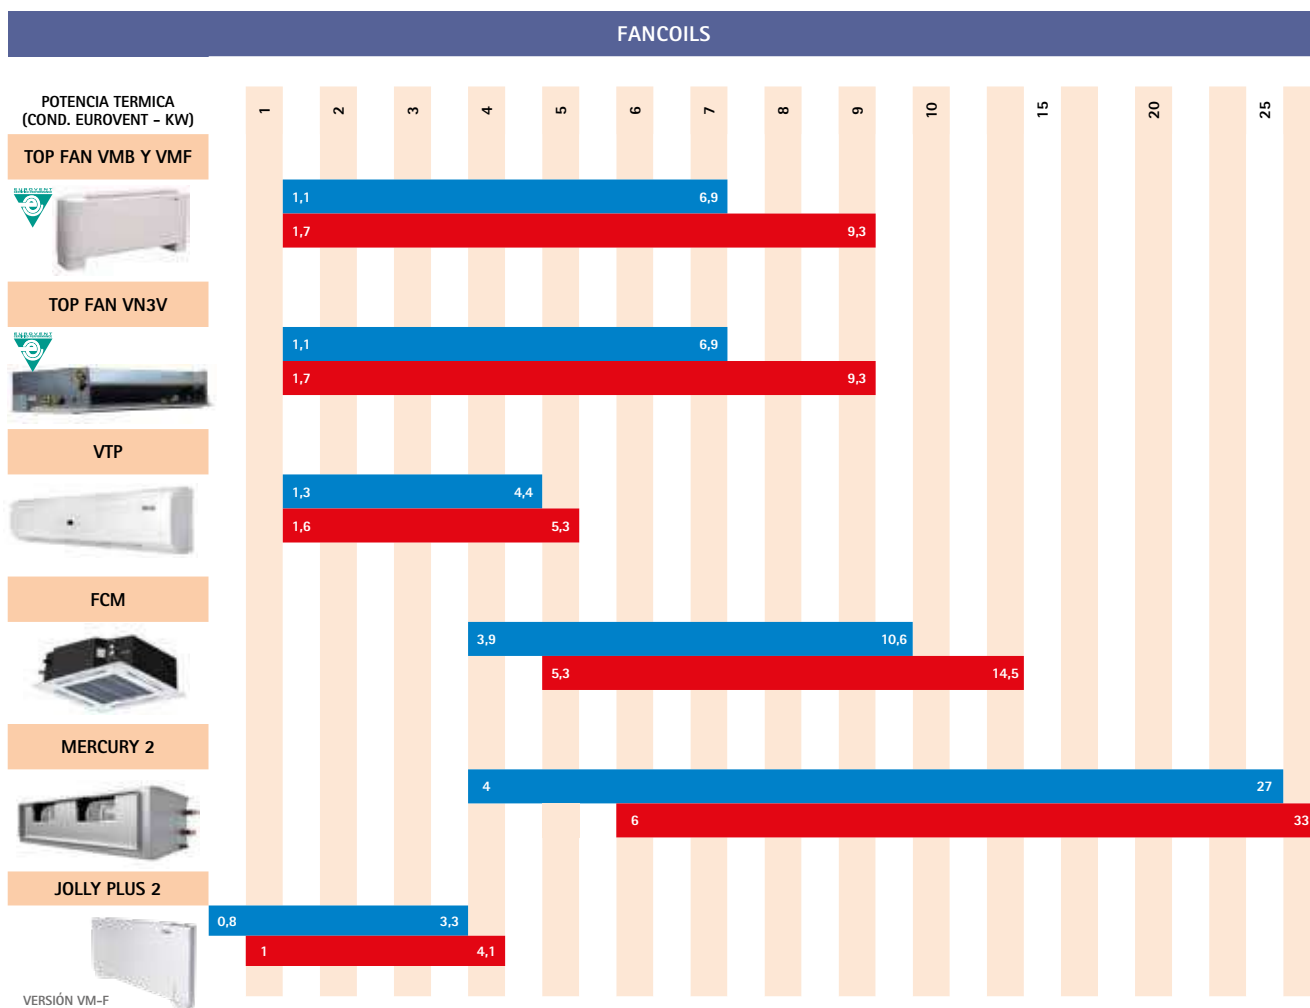 FANCOILS
POTENCIA TERMICA
(COND. EUROVENT - KW)
1 2 3 4 5 6 7 8 9 10 15 20 25
TOP FAN VMB Y VMF
EUROVENT
1,1 6,9
1,7 9,3
TOP FAN VN3V
EUROVENT
1,1 6,9
1,7 9,3
VTP
1,3 4,4
1,6 5,3
FCM
3,9 10,6
5,3 14,5
MERCURY 2
4 27
6 33
JOLLY PLUS 2
0,8 3,3
1 4,1
VERSIÓN VM-F